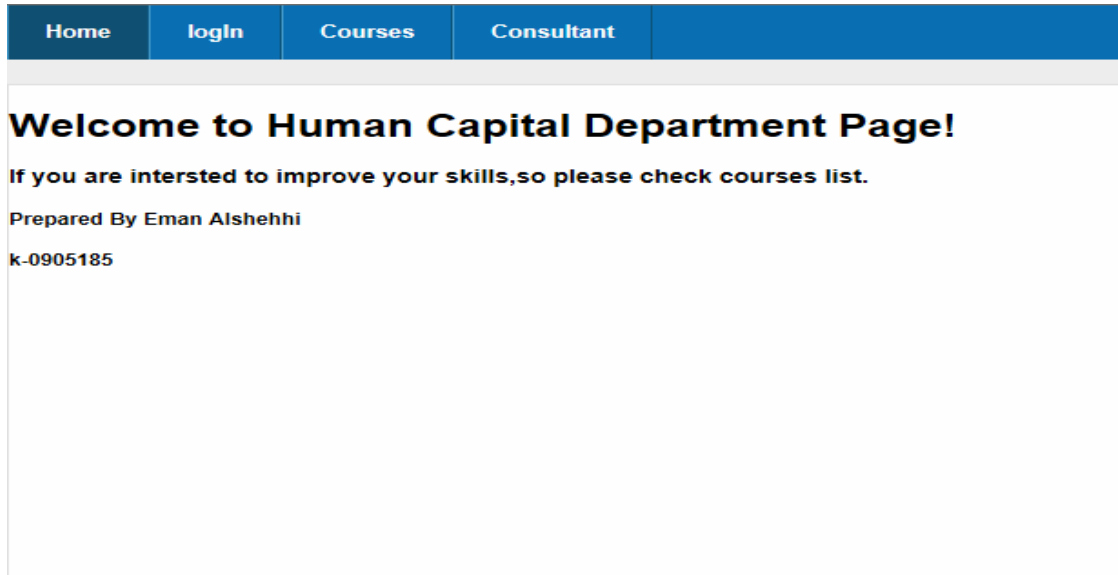 Home logIn Courses Consultant
Welcome to Human Capital Department Page!
If you are intersted to improve your skills,so please check courses list.
Prepared By Eman Alshehhi
k-0905185